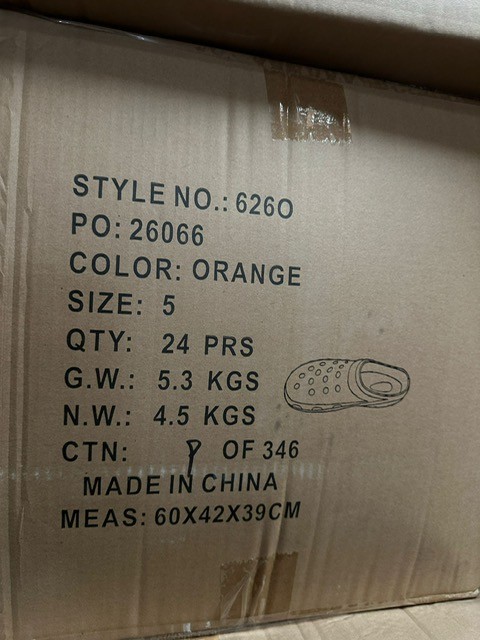 STYLE NO.: 626O
PO: 26066
COLOR: ORANGE
SIZE: 5
QTY: 24 PRS
G.W.: 5.3 KGS
N.W.: 4.5 KGS
CTN: OF 346
MADE IN CHINA
MEAS: 60X42X39CM